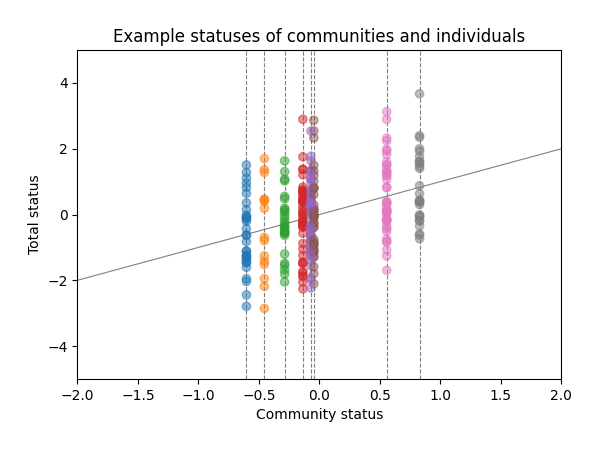 Example statuses of communities and individuals
Total status
4
2
0
−2
−4
−2.0 −1.5 −1.0 −0.5 0.0 0.5 1.0 1.5 2.0
Community status